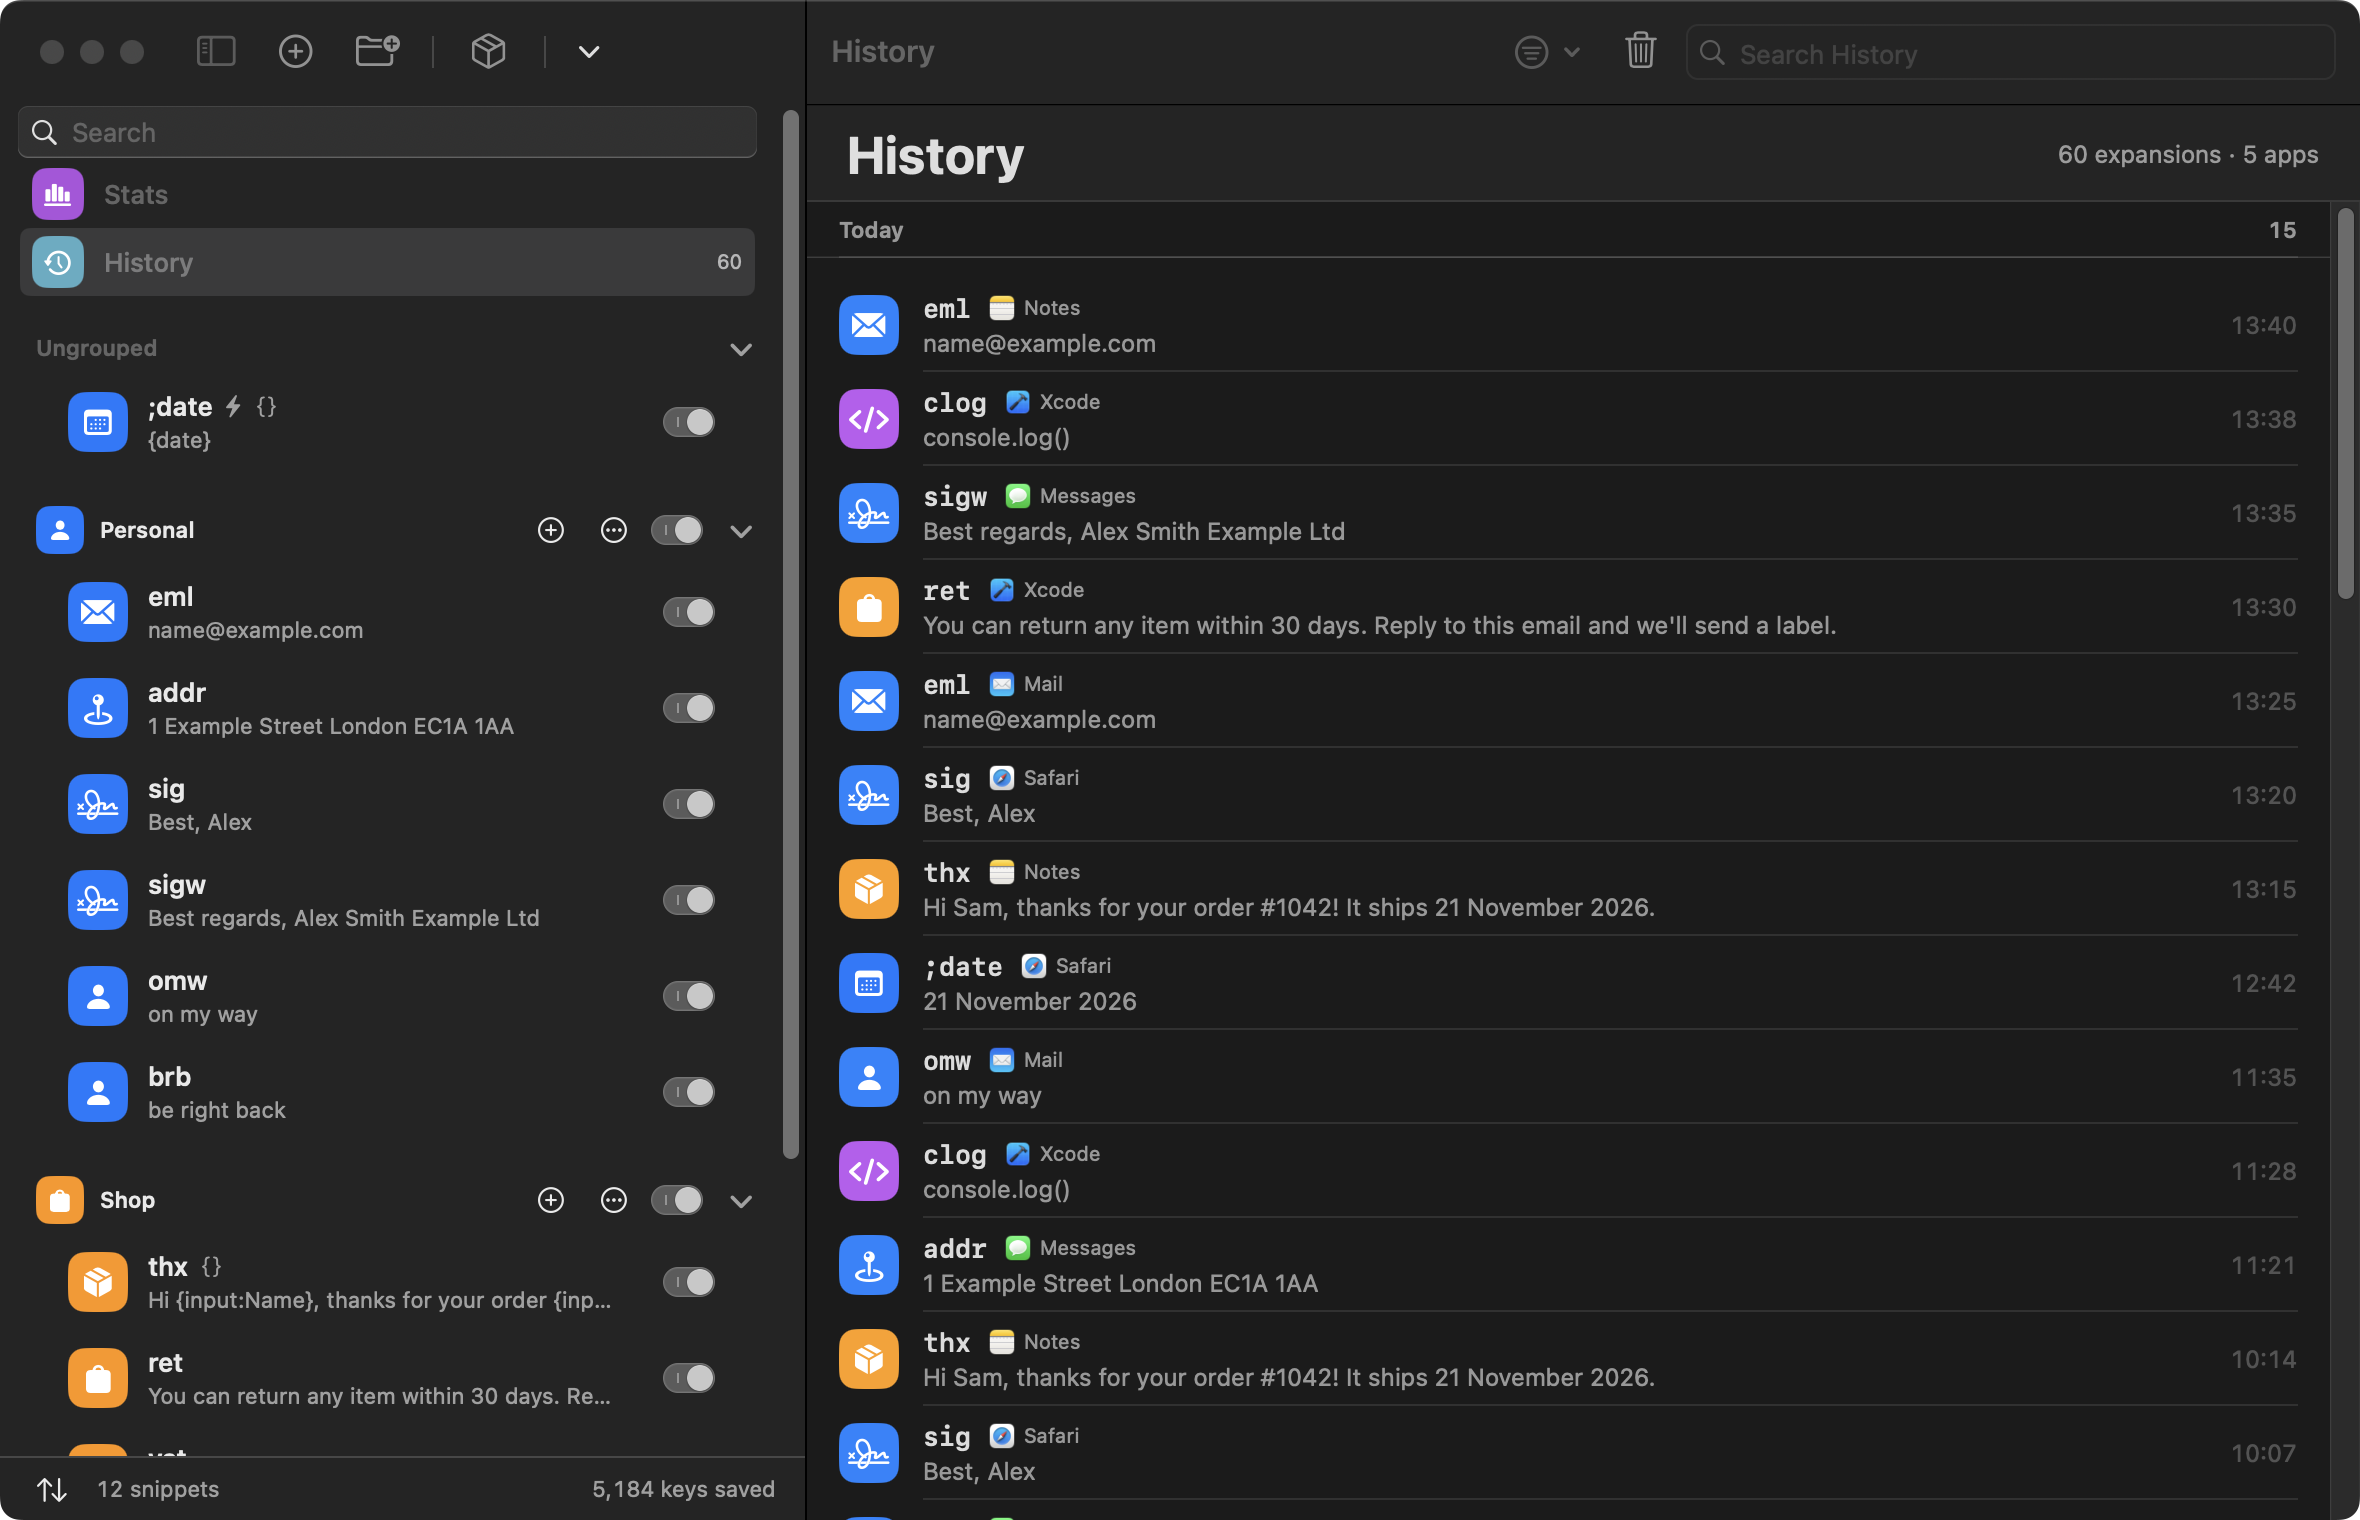 Search
Stats
History
60
Ungrouped
;date {}
{date}
Personal
eml
name@example.com
addr
1 Example Street London EC1A 1AA
sig
Best, Alex
sigw
Best regards, Alex Smith Example Ltd
omw
on my way
brb
be right back
Shop
thx {}
Hi {input:Name}, thanks for your order {inp...
ret
You can return any item within 30 days. Re...
12 snippets
5,184 keys saved
History
Search History
History
60 expansions · 5 apps
Today
15
eml Notes
name@example.com
13:40
clog Xcode
console.log()
13:38
sigw Messages
Best regards, Alex Smith Example Ltd
13:35
ret Xcode
You can return any item within 30 days. Reply to this email and we'll send a label.
13:30
eml Mail
name@example.com
13:25
sig Safari
Best, Alex
13:20
thx Notes
Hi Sam, thanks for your order #1042! It ships 21 November 2026.
13:15
;date Safari
21 November 2026
12:42
omw Mail
on my way
11:35
clog Xcode
console.log()
11:28
addr Messages
1 Example Street London EC1A 1AA
11:21
thx Notes
Hi Sam, thanks for your order #1042! It ships 21 November 2026.
10:14
sig Safari
Best, Alex
10:07